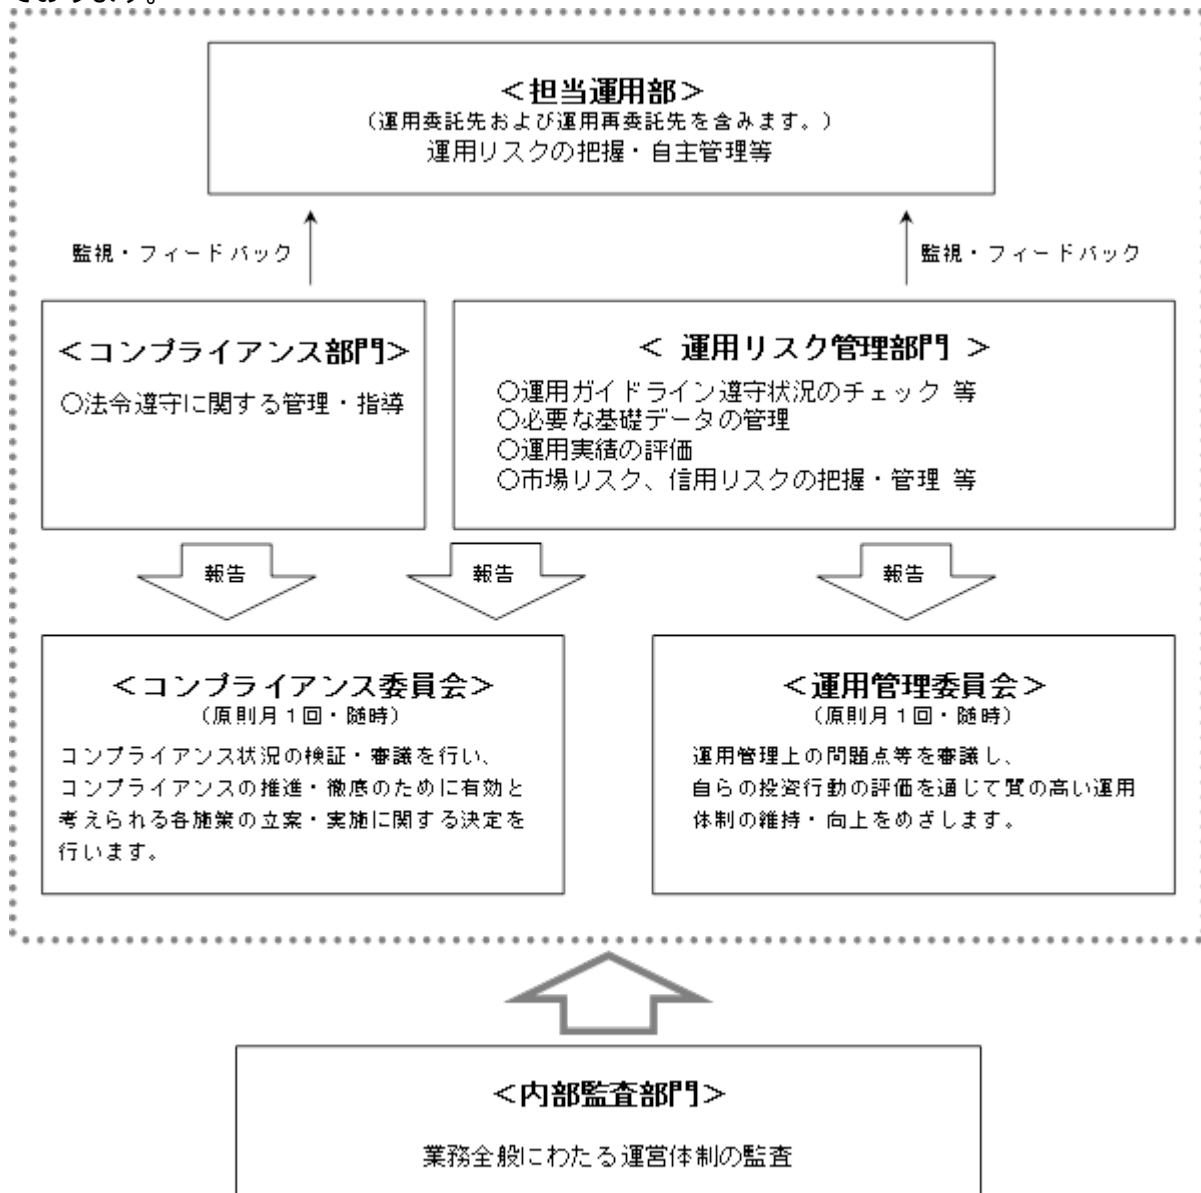 ております。
＜担当運用部＞
（運用委託先および運用再委託先を含みます。）
運用リスクの把握・自主管理等
監視・フィードバック
監視・フィードバック
＜コンプライアンス部門＞
○法令遵守に関する管理・指導
＜ 運用リスク管理部門 ＞
○運用ガイドライン遵守状況のチェック 等
○必要な基礎データの管理
○運用実績の評価
○市場リスク、信用リスクの把握・管理 等
報告
報告
報告
＜コンプライアンス委員会＞
（原則月１回・随時）
コンプライアンス状況の検証・審議を行い、
コンプライアンスの推進・徹底のために有効と
考えられる各施策の立案・実施に関する決定を
行います。
＜運用管理委員会＞
（原則月１回・随時）
運用管理上の問題点等を審議し、
自らの投資行動の評価を通じて質の高い運用
体制の維持・向上をめざします。
＜内部監査部門＞
業務全般にわたる運営体制の監査